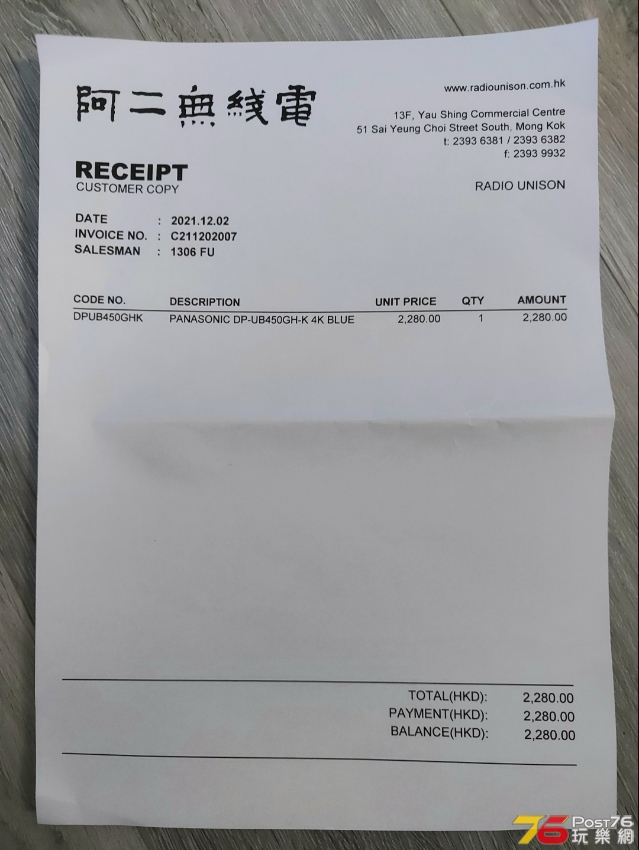 阿二無綫電
www.radiounison.com.hk
13F, Yau Shing Commercial Centre
51 Sai Yeung Choi Street South, Mong Kok
t: 2393 6381 / 2393 6382
f: 2393 9932
RECEIPT
CUSTOMER COPY
RADIO UNISON
DATE : 2021.12.02
INVOICE NO. : C211202007
SALESMAN : 1306 FU
CODE NO. DESCRIPTION UNIT PRICE QTY AMOUNT
DPUB450GHK PANASONIC DP-UB450GH-K 4K BLUE 2,280.00 1 2,280.00
TOTAL(HKD): 2,280.00
PAYMENT(HKD): 2,280.00
BALANCE(HKD): 2,280.00
76 Post76
玩樂網